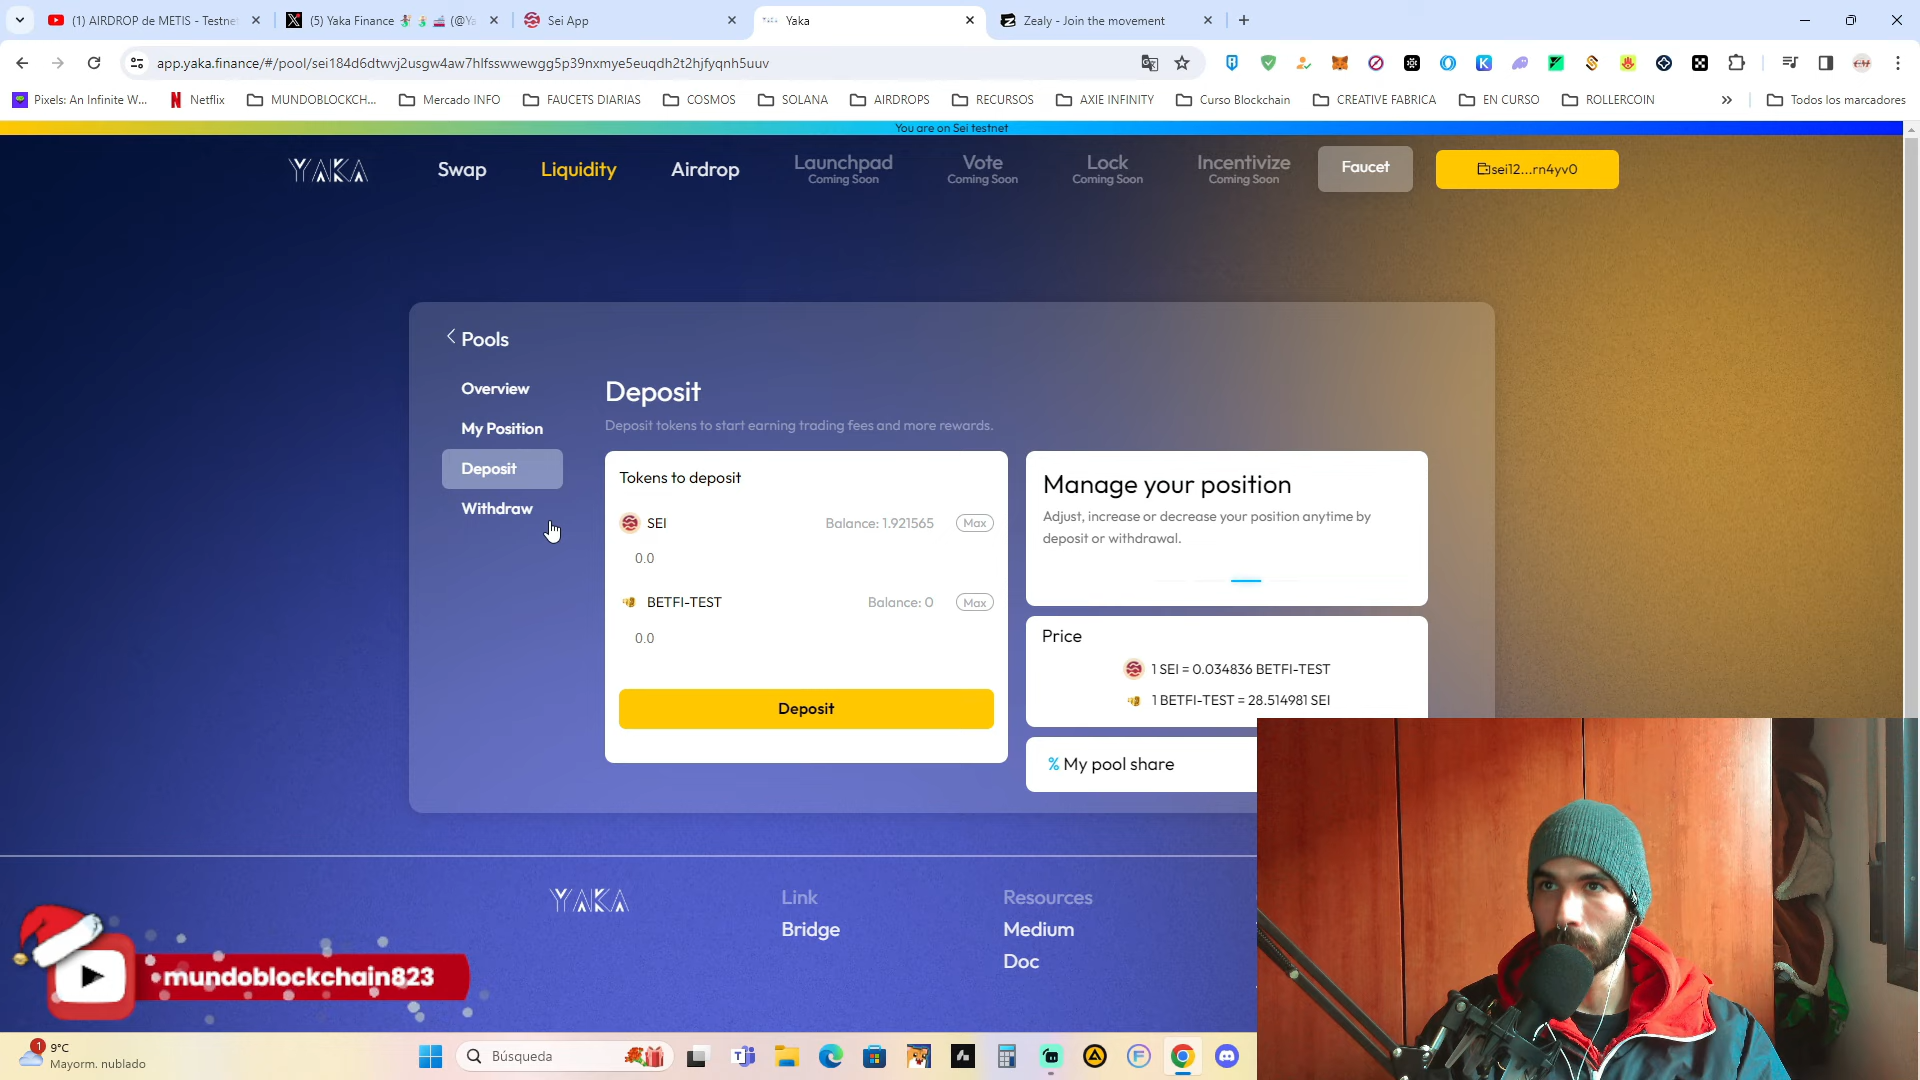 (1) AIRDROP de METIS - Testne
(5) Yaka Finance
(@Ya
Sei App
Yaka
Zealy - Join the movement
app.yaka.finance/#/pool/sei184d6dtwvj2usgw4aw7hlfsswwewgg5p39nxmye5euqdh2t2hjfyqnh5uuv
Pixels: An Infinite W...
Netflix
MUNDOBLOCKCH...
Mercado INFO
FAUCETS DIARIAS
COSMOS
SOLANA
AIRDROPS
RECURSOS
AXIE INFINITY
Curso Blockchain
CREATIVE FABRICA
EN CURSO
ROLLERCOIN
»
Todos los marcadores
You are on Sei testnet
YAKA
Swap
Liquidity
Airdrop
Launchpad
Coming Soon
Vote
Coming Soon
Lock
Coming Soon
Incentivize
Coming Soon
Faucet
sei12...rn4yv0
Pools
Overview
My Position
Deposit
Withdraw
Deposit
Deposit tokens to start earning trading fees and more rewards.
Tokens to deposit
SEI
Balance: 1.921565
Max
0.0
BETFI-TEST
Balance: 0
Max
0.0
Deposit
Manage your position
Adjust, increase or decrease your position anytime by
deposit or withdrawal.
Price
1 SEI = 0.034836 BETFI-TEST
1 BETFI-TEST = 28.514981 SEI
% My pool share
YAKA
Link
Bridge
Resources
Medium
Doc
mundoblockchain823
1
9°C
Mayorm. nublado
Búsqueda